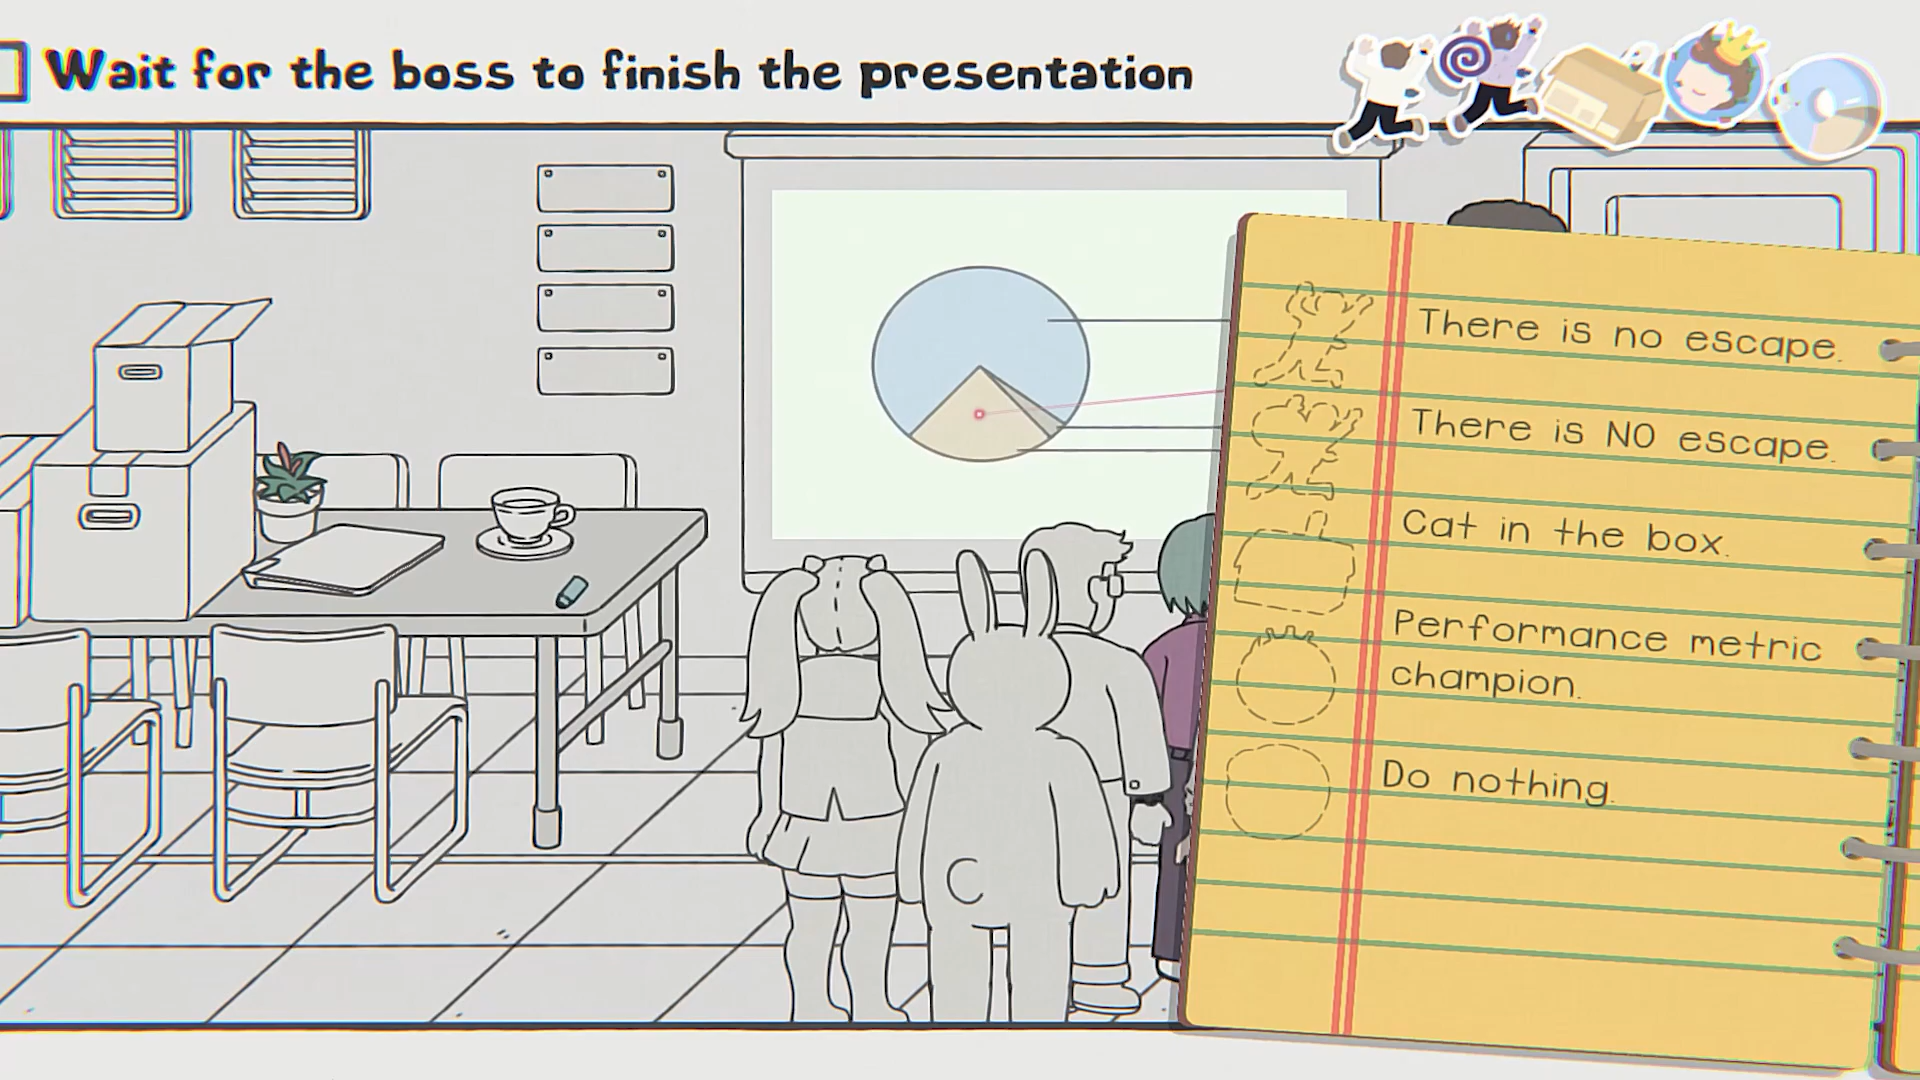 Wait for the boss to finish the presentation
There is no escape.
There is NO escape.
Cat in the box.
Performance metric
champion.
Do nothing.